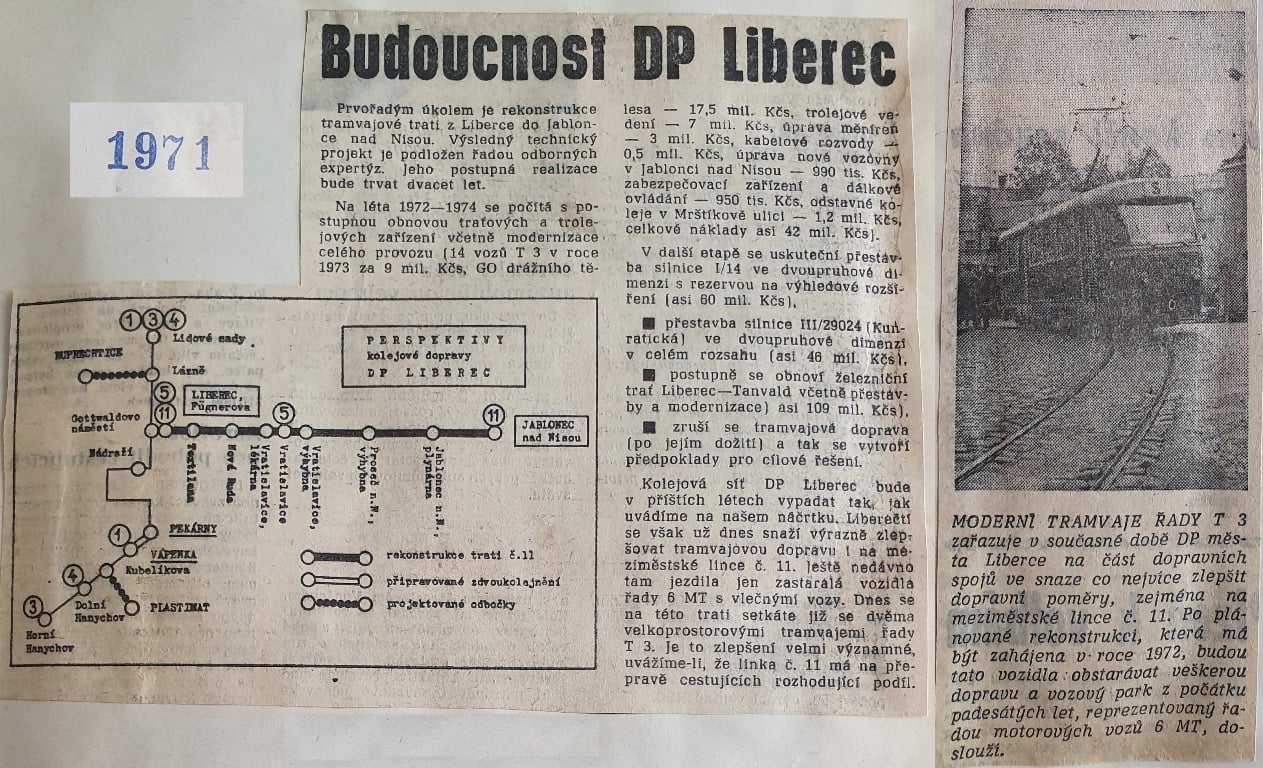 1971
Budoucnost DP Liberec
Prvořadým úkolem je rekonstrukce
tramvajové trati z Liberce do Jablon-
ce nad Nisou. Výsledný technický
projekt je podložen řadou odborných
expertýz. Jeho postupná realizace
bude trvat dvacet let.
Na léta 1972—1974 se počítá s po-
stupnou obnovou traťových a trole-
jových zařízení včetně modernizace
celého provozu (14 vozů T 3 v roce
1973 za 9 mil. Kčs, GO drážního tě-
lesa — 17,5 mil. Kčs, trolejové ve-
dení — 7 mil. Kčs, úprava měníren
— 3 mil. Kčs, kabelové rozvody —
0,5 mil. Kčs, úprava nové vozovny
v Jablonci nad Nisou — 990 tis. Kčs,
zabezpečovací zařízení a dálkové
ovládání — 950 tis. Kčs, odstavné ko-
leje v Mrštíkově ulici — 1,2 mil. Kčs,
celkové náklady asi 42 mil. Kčs).
V další etapě se uskuteční přestav-
ba silnice I/14 ve dvoupruhové di-
menzi s rezervou na výhledové rozší-
ření (asi 60 mil. Kčs).
■ přestavba silnice III/29024 (Kun-
ratická) ve dvoupruhové dimenzi
v celém rozsahu (asi 46 mil. Kčs),
■ postupně se obnoví železniční
trať Liberec—Tanvald včetně přestav-
by a modernizace) asi 109 mil. Kčs),
■ zruší se tramvajová doprava
(po jejím dožití) a tak se vytvoří
předpoklady pro cílové řešení.
Kolejová síť DP Liberec bude
v příštích létech vypadat tak, jak
uvádíme na našem náčrtku. Liberečtí
se však už dnes snaží výrazně zlep-
šovat tramvajovou dopravu i na me-
ziměstské lince č. 11. Ještě nedávno
tam jezdila jen zastaralá vozidla
řady 6 MT s vlečnými vozy. Dnes se
na této trati setkáte již se dvěma
velkoprostorovými tramvajemi řady
T 3. Je to zlepšení velmi významné,
uvážíme-li, že linka č. 11 má na pře-
pravě cestujících rozhodující podíl.
1 3 4
Lidové sady
RUPRECHTICE
Lázně
PERSPEKTIVY
kolejové dopravy
DP LIBEREC
5
11
LIBEREC,
Fügnerova
Gottwaldovo
náměstí
5
11
JABLONEC
nad Nisou
Textilana
Nová Ruda
Vratislavice,
lékárna
Vratislavice
Vratislavice,
výhybna
Proseč n.N.,
výhybna
Jablonec n.N.,
plynárna
Nádraží
1
PEKÁRNY
VÁPENKA
Kubelíkova
4
Dolní
Hanychov
PLASTIMAT
3
Horní
Hanychov
rekonstrukce trati č.11
připravované zdvoukolejnění
projektované odbočky
3
MODERNÍ TRAMVAJE ŘADY T 3
zařazuje v současné době DP měs-
ta Liberce na část dopravních
spojů ve snaze co nejvíce zlepšit
dopravní poměry, zejména na
meziměstské lince č. 11. Po plá-
nované rekonstrukci, která má
být zahájena v roce 1972, budou
tato vozidla obstarávat veškerou
dopravu a vozový park z počátku
padesátých let, reprezentovaný řa-
dou motorových vozů 6 MT, do-
slouží.